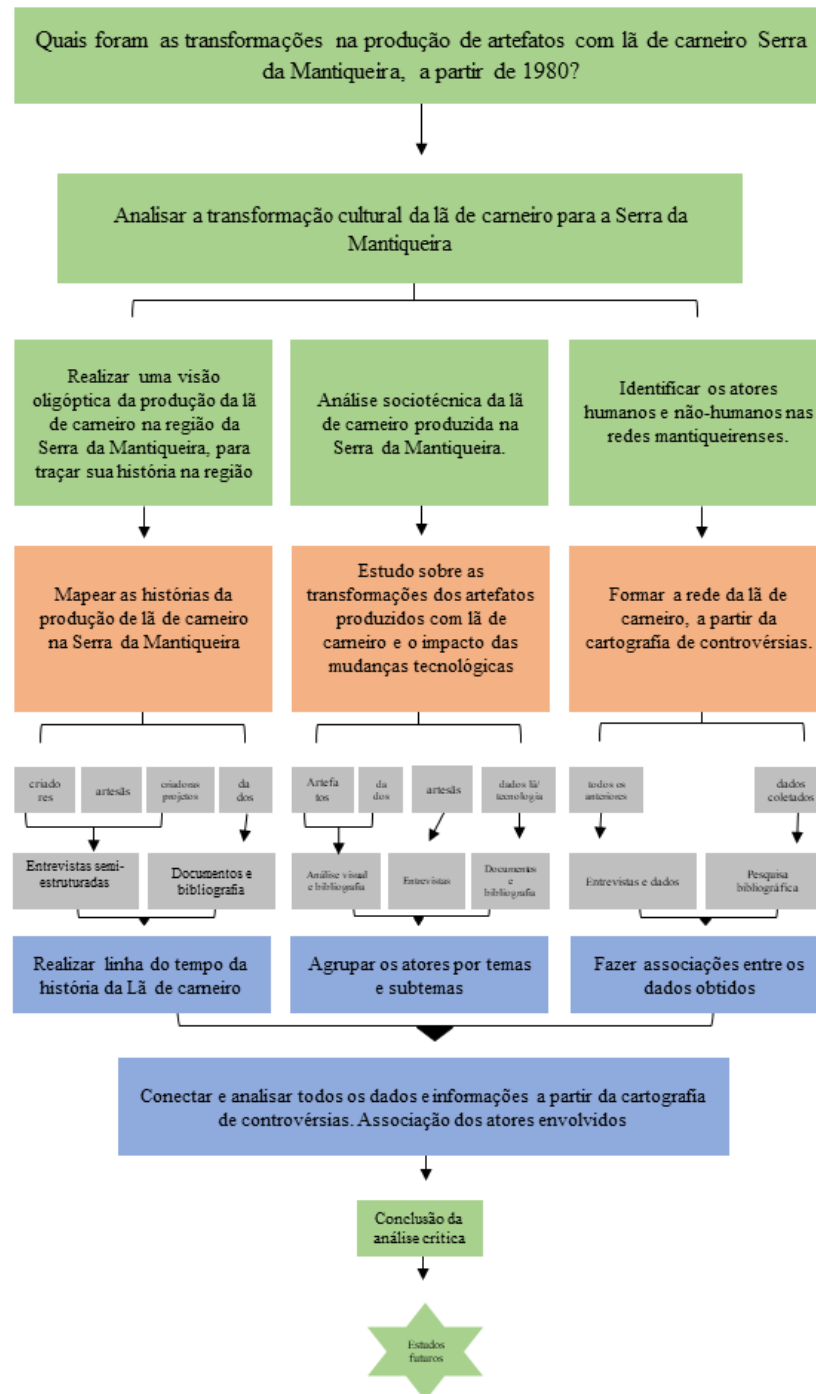 Quais foram as transformações na produção de artefatos com lã de carneiro Serra
da Mantiqueira, a partir de 1980?
Analisar a transformação cultural da lã de carneiro para a Serra da
Mantiqueira
Realizar uma visão
oligóptica da produção da lã
de carneiro na região da
Serra da Mantiqueira, para
traçar sua história na região
Análise sociotécnica da lã
de carneiro produzida na
Serra da Mantiqueira.
Identificar os atores
humanos e não-humanos nas
redes mantiqueirenses.
Mapear as histórias da
produção de lã de carneiro
na Serra da Mantiqueira
Estudo sobre as
transformações dos artefatos
produzidos com lã de
carneiro e o impacto das
mudanças tecnológicas
Formar a rede da lã de
carneiro, a partir da
cartografia de controvérsias.
criado
res
artesãs
criadoras
projetos
da
dos
Artefa
tos
da
dos
artesãs
dados lã/
tecnologia
todos os
anteriores
dados
coletados
Entrevistas semi-
estruturadas
Documentos e
bibliografia
Análise visual
e bibliografia
Entrevistas
Documentos
e
bibliografia
Entrevistas e dados
Pesquisa
bibliográfica
Realizar linha do tempo da
história da Lã de carneiro
Agrupar os atores por temas
e subtemas
Fazer associações entre os
dados obtidos
Conectar e analisar todos os dados e informações a partir da cartografia
de controvérsias. Associação dos atores envolvidos
Conclusão da
análise crítica
Estudos
futuros